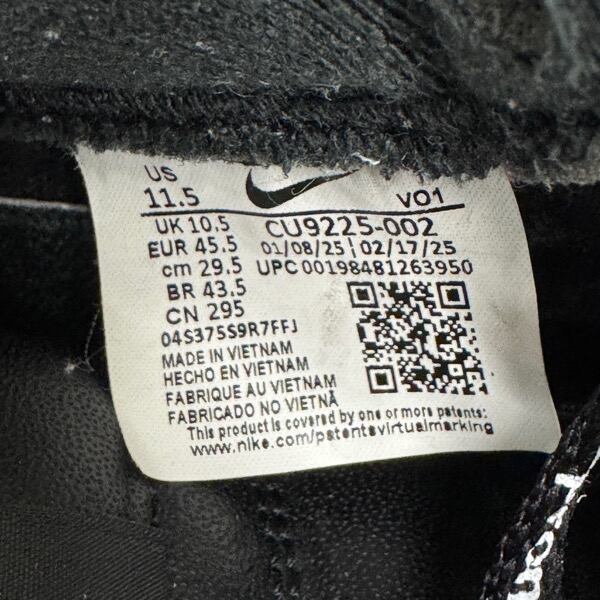 US
11.5 VO1
UK 10.5 CU9225-002
EUR 45.5 01/08/25 | 02/17/25
cm 29.5 UPC 00198481263950
BR 43.5
CN 295
04S375S9R7FFJ
MADE IN VIETNAM
HECHO EN VIETNAM
FABRIQUE AU VIETNAM
FABRICADO NO VIETNÃ
This product is covered by one or more patents:
www.nike.com/patentsvirtualmarking